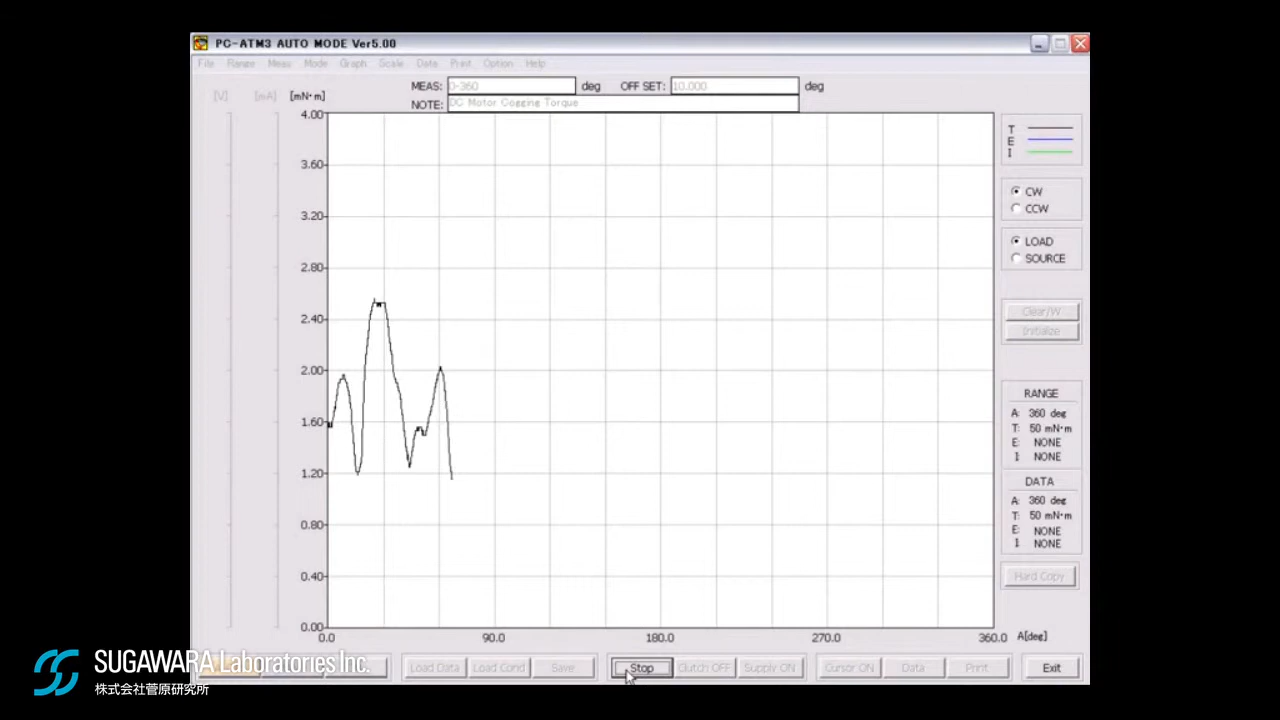 PC-ATM3 AUTO MODE Ver5.00
File Range Meas Mode Graph Scale Data Print Option Help
MEAS: 0-360 deg OFF SET: 10.000 deg
NOTE: DC Motor Cogging Torque
[V] [mA] [mN·m]
4.00
3.60
3.20
2.80
2.40
2.00
1.60
1.20
0.80
0.40
0.00
0.0 90.0 180.0 270.0 360.0 A[deg]
T
E
I
CW
CCW
LOAD
SOURCE
Clear/W
Initialize
RANGE
A: 360 deg
T: 50 mN·m
E: NONE
I: NONE
DATA
A: 360 deg
T: 50 mN·m
E: NONE
I NONE
Hard Copy
Load Data Load Cond Save Stop Clutch OFF Supply ON Cursor ON Data Print Exit
SUGAWARA Laboratories Inc.
株式会社菅原研究所